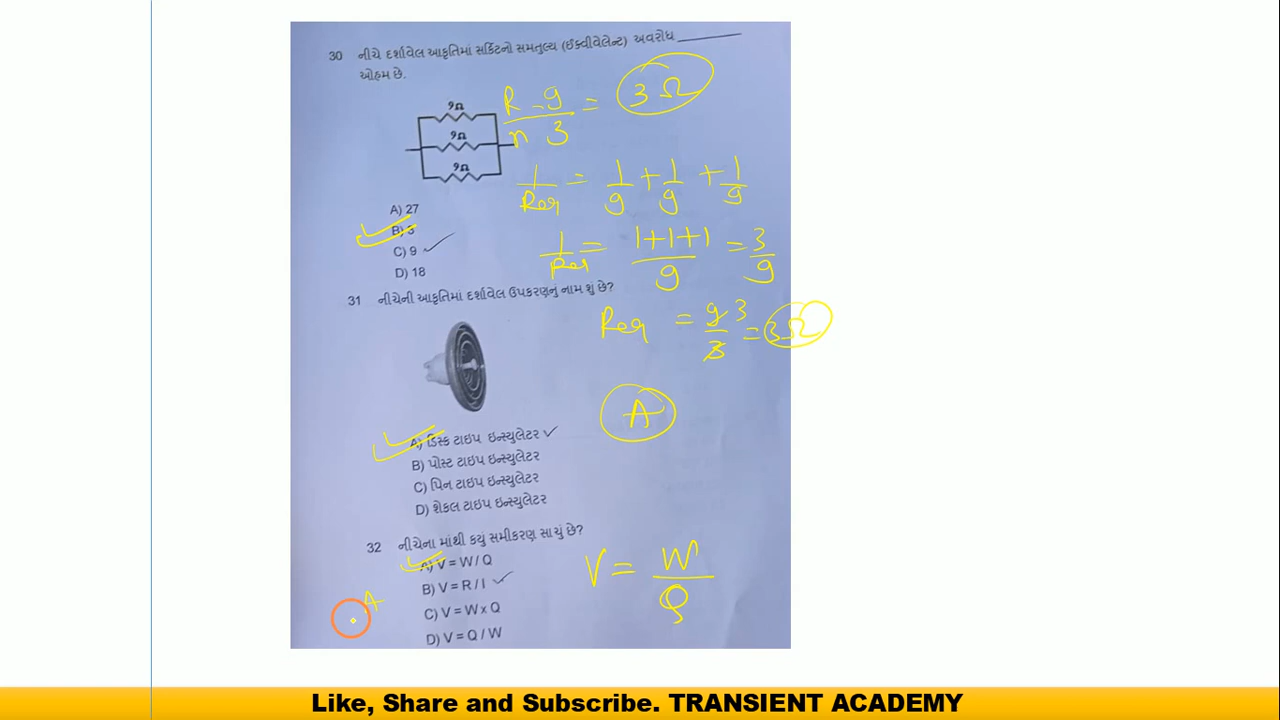 30 નીચે દર્શાવેલ આકૃતિમાં સર્કિટનો સમતુલ્ય (ઈક્વીવેલેન્ટ) અવરોધ ________
ઓહમ છે.
9Ω
9Ω
9Ω
R/n = 9/3 = 3Ω
1/Req = 1/9 + 1/9 + 1/9
A) 27
B) 3
1/Req = 1+1+1/9 = 3/9
C) 9
D) 18
31 નીચેની આકૃતિમાં દર્શાવેલ ઉપકરણનું નામ શું છે?
Req = 9/3 3 = 3Ω
A
A) ડિસ્ક ટાઇપ ઇન્સ્યુલેટર
B) પોસ્ટ ટાઇપ ઇન્સ્યુલેટર
C) પિન ટાઇપ ઇન્સ્યુલેટર
D) શેકલ ટાઇપ ઇન્સ્યુલેટર
32 નીચેના માંથી કયું સમીકરણ સાચું છે?
A) V = W / Q
V = W/Q
B) V = R / I
A
C) V = W x Q
D) V = Q / W
Like, Share and Subscribe. TRANSIENT ACADEMY